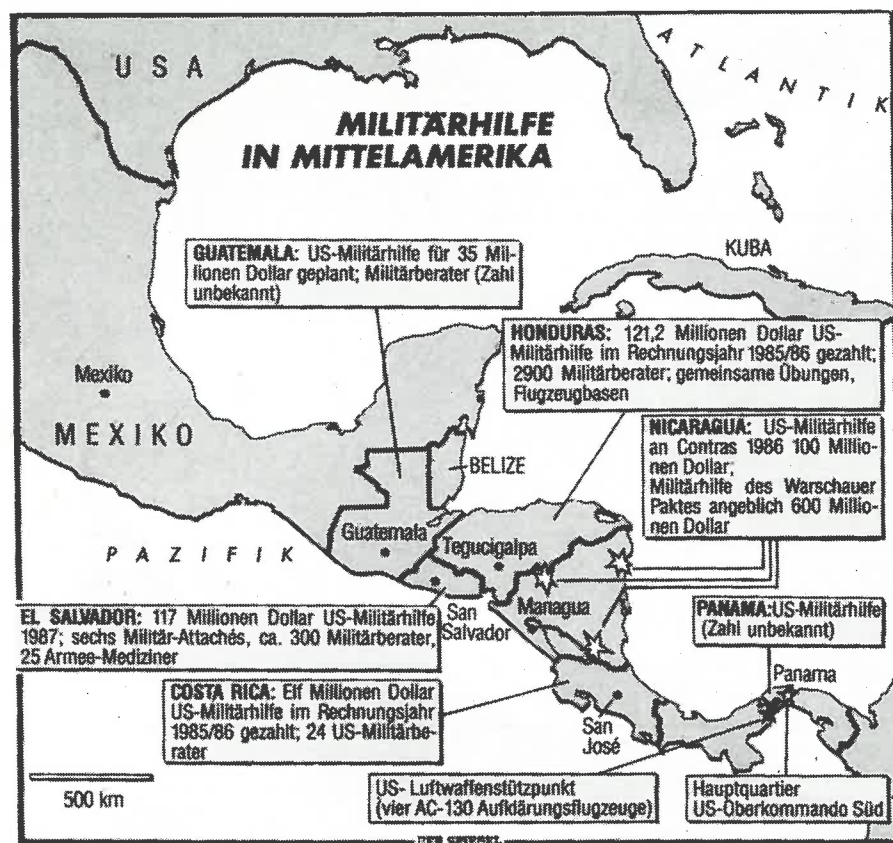 USA
ATLANTIK
MILITÄRHILFE
IN MITTELAMERIKA
KUBA
GUATEMALA: US-Militärhilfe für 35 Mil-
lionen Dollar geplant; Militärberater (Zahl
unbekannt)
HONDURAS: 121,2 Millionen Dollar US-
Militärhilfe im Rechnungsjahr 1985/86 gezahlt;
2900 Militärberater; gemeinsame Übungen,
Flugzeugbasen
Mexiko
MEXIKO
NICARAGUA: US-Militärhilfe
an Contras 1986 100 Millio-
nen Dollar;
Militärhilfe des Warschauer
Paktes angeblich 600 Millio-
nen Dollar
BELIZE
Guatemala
Tegucigalpa
PAZIFIK
Managua
San
Salvador
EL SALVADOR: 117 Millionen Dollar US-Militärhilfe
1987; sechs Militär-Attachés, ca. 300 Militärberater,
25 Armee-Mediziner
PANAMA:US-Militärhilfe
(Zahl unbekannt)
Panama
COSTA RICA: Elf Millionen Dollar
US-Militärhilfe im Rechnungsjahr
1985/86 gezahlt; 24 US-Militärbe-
rater
San
José
500 km
US- Luftwaffenstützpunkt
(vier AC-130 Aufklärungsflugzeuge)
Hauptquartier
US-Oberkommando Süd
DER SPIEGEL